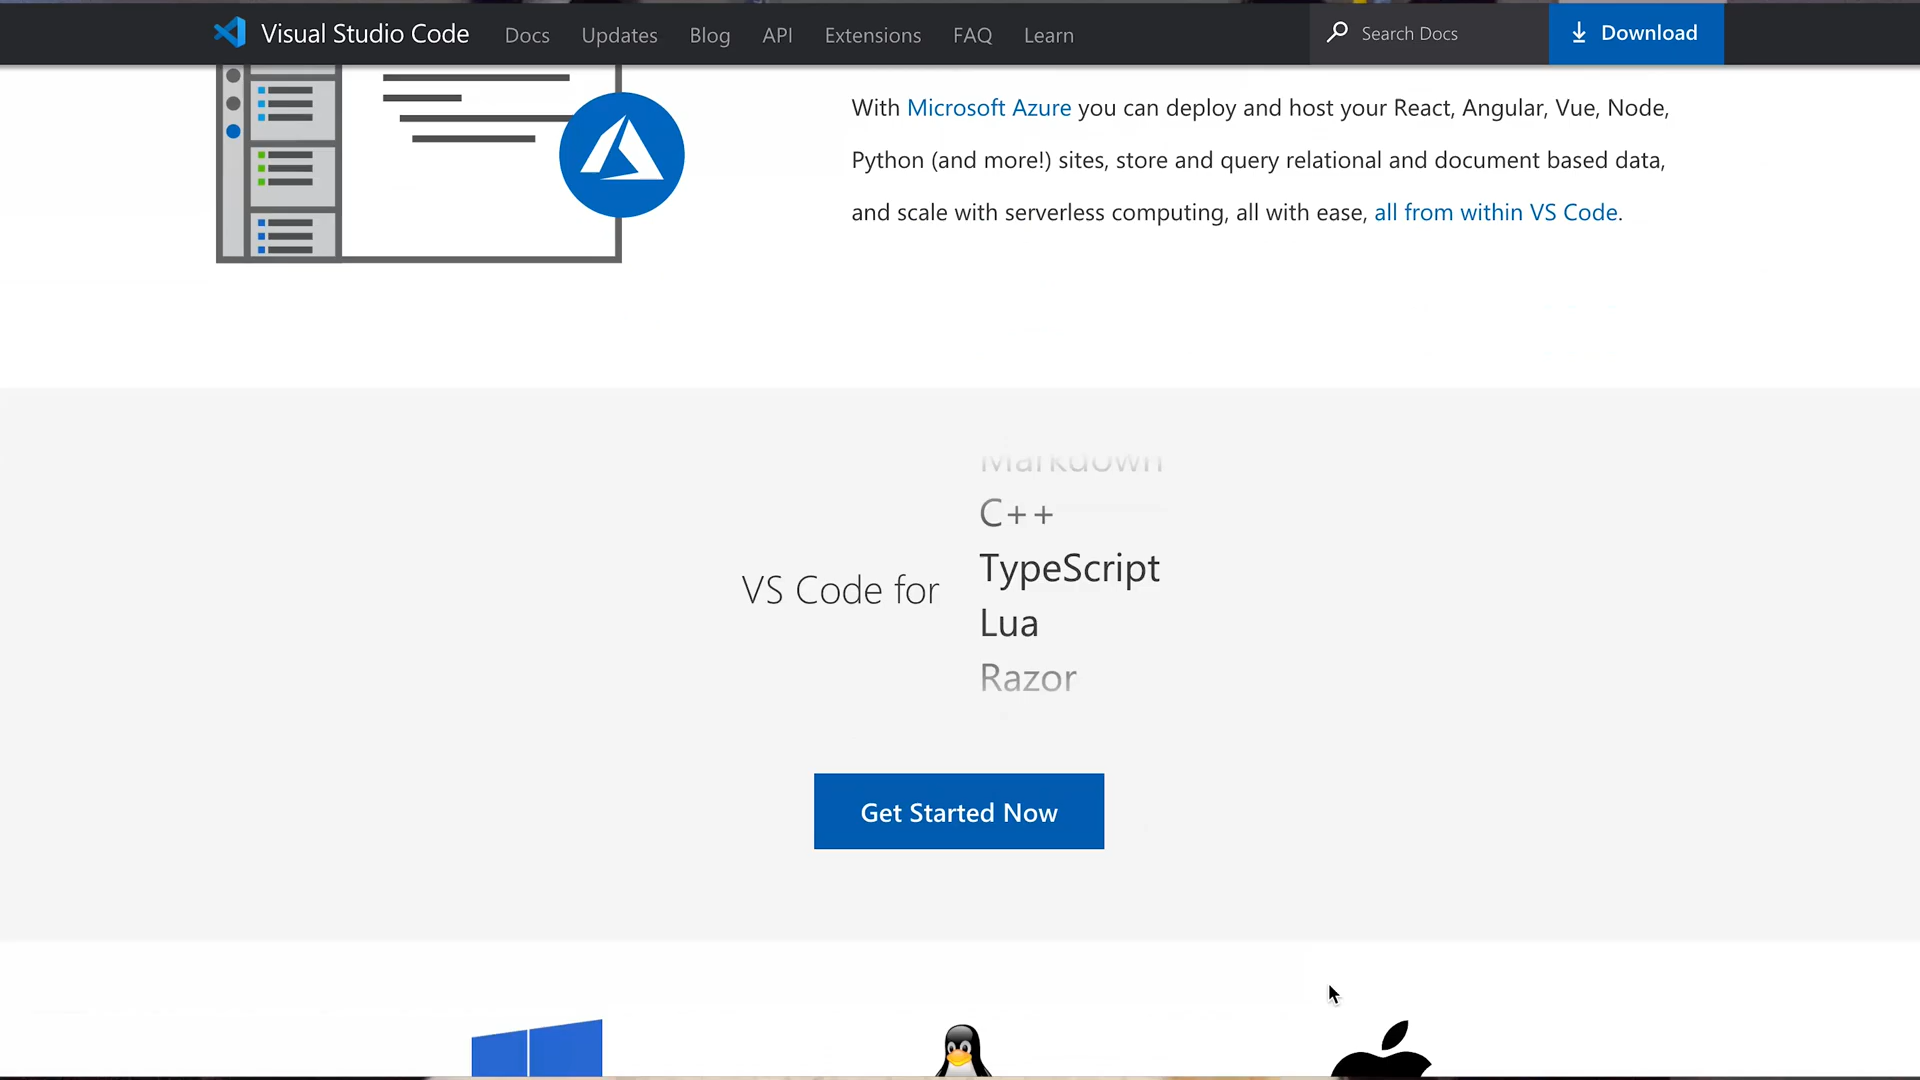 Visual Studio Code Docs Updates Blog API Extensions FAQ Learn Search Docs Download
With Microsoft Azure you can deploy and host your React, Angular, Vue, Node,
Python (and more!) sites, store and query relational and document based data,
and scale with serverless computing, all with ease, all from within VS Code.
Markdown
C++
TypeScript
VS Code for
Lua
Razor
Get Started Now